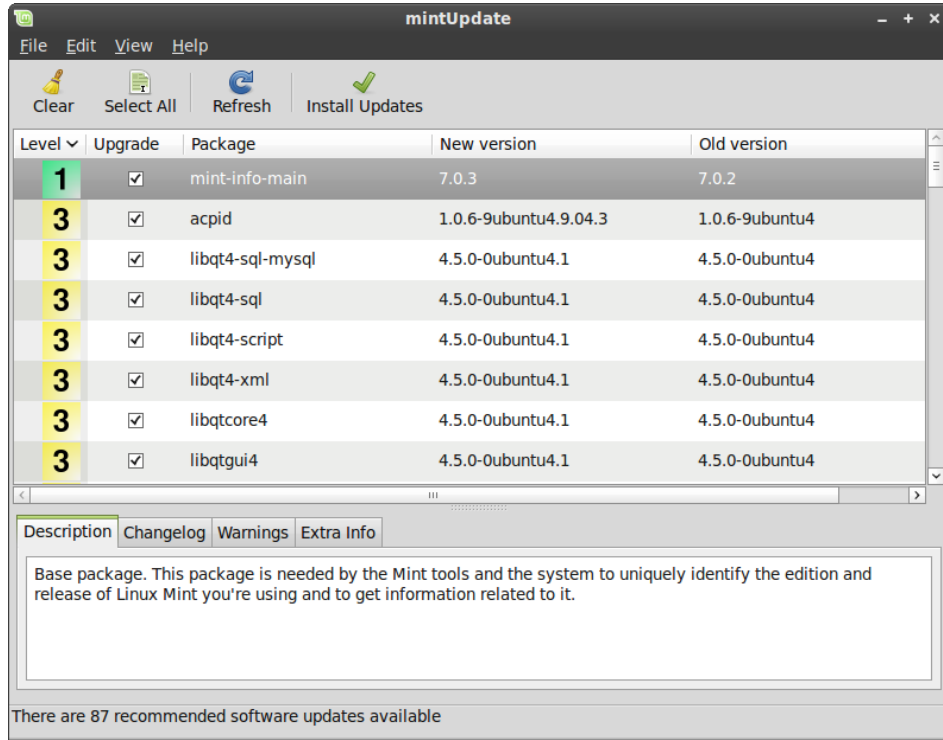 mintUpdate
File Edit View Help
Clear Select All Refresh Install Updates
Level Upgrade Package New version Old version
1 mint-info-main 7.0.3 7.0.2
3 acpid 1.0.6-9ubuntu4.9.04.3 1.0.6-9ubuntu4
3 libqt4-sql-mysql 4.5.0-0ubuntu4.1 4.5.0-0ubuntu4
3 libqt4-sql 4.5.0-0ubuntu4.1 4.5.0-0ubuntu4
3 libqt4-script 4.5.0-0ubuntu4.1 4.5.0-0ubuntu4
3 libqt4-xml 4.5.0-0ubuntu4.1 4.5.0-0ubuntu4
3 libqtcore4 4.5.0-0ubuntu4.1 4.5.0-0ubuntu4
3 libqtgui4 4.5.0-0ubuntu4.1 4.5.0-0ubuntu4
Description Changelog Warnings Extra Info
Base package. This package is needed by the Mint tools and the system to uniquely identify the edition and
release of Linux Mint you're using and to get information related to it.
There are 87 recommended software updates available